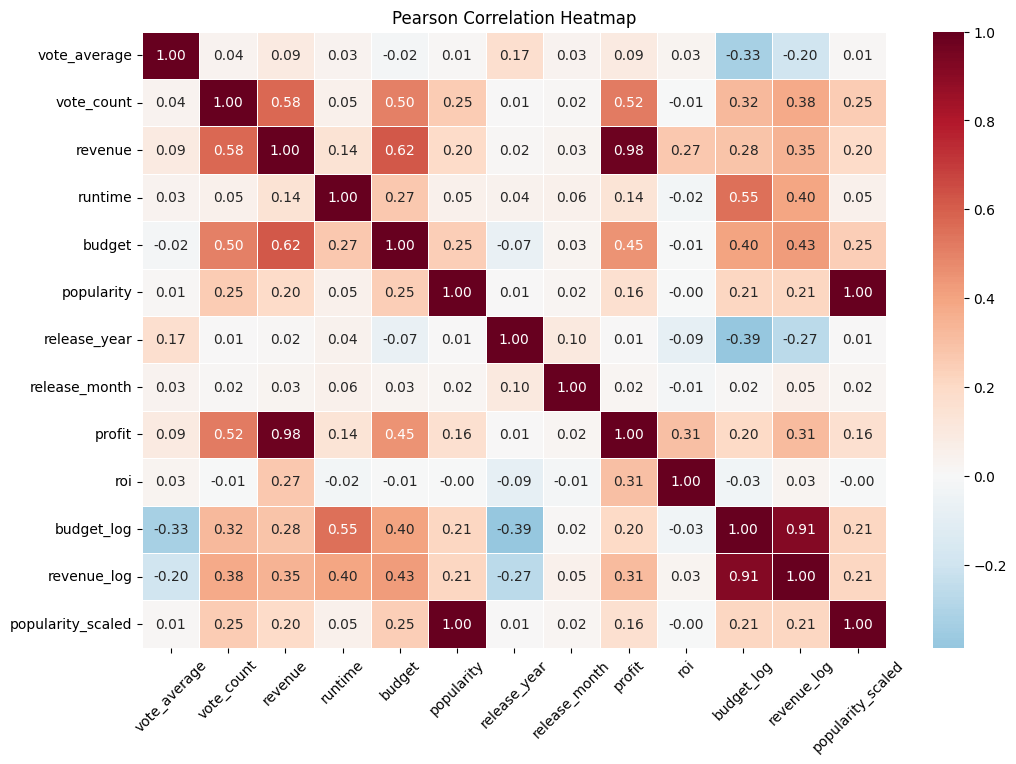 Pearson Correlation Heatmap
vote_average 1.00 0.04 0.09 0.03 -0.02 0.01 0.17 0.03 0.09 0.03 -0.33 -0.20 0.01
vote_count 0.04 1.00 0.58 0.05 0.50 0.25 0.01 0.02 0.52 -0.01 0.32 0.38 0.25
revenue 0.09 0.58 1.00 0.14 0.62 0.20 0.02 0.03 0.98 0.27 0.28 0.35 0.20
runtime 0.03 0.05 0.14 1.00 0.27 0.05 0.04 0.06 0.14 -0.02 0.55 0.40 0.05
budget -0.02 0.50 0.62 0.27 1.00 0.25 -0.07 0.03 0.45 -0.01 0.40 0.43 0.25
popularity 0.01 0.25 0.20 0.05 0.25 1.00 0.01 0.02 0.16 -0.00 0.21 0.21 1.00
release_year 0.17 0.01 0.02 0.04 -0.07 0.01 1.00 0.10 0.01 -0.09 -0.39 -0.27 0.01
release_month 0.03 0.02 0.03 0.06 0.03 0.02 0.10 1.00 0.02 -0.01 0.02 0.05 0.02
profit 0.09 0.52 0.98 0.14 0.45 0.16 0.01 0.02 1.00 0.31 0.20 0.31 0.16
roi 0.03 -0.01 0.27 -0.02 -0.01 -0.00 -0.09 -0.01 0.31 1.00 -0.03 0.03 -0.00
budget_log -0.33 0.32 0.28 0.55 0.40 0.21 -0.39 0.02 0.20 -0.03 1.00 0.91 0.21
revenue_log -0.20 0.38 0.35 0.40 0.43 0.21 -0.27 0.05 0.31 0.03 0.91 1.00 0.21
popularity_scaled 0.01 0.25 0.20 0.05 0.25 1.00 0.01 0.02 0.16 -0.00 0.21 0.21 1.00
vote_average vote_count revenue runtime budget popularity release_year release_month profit roi budget_log revenue_log popularity_scaled
1.0
0.8
0.6
0.4
0.2
0.0
−0.2